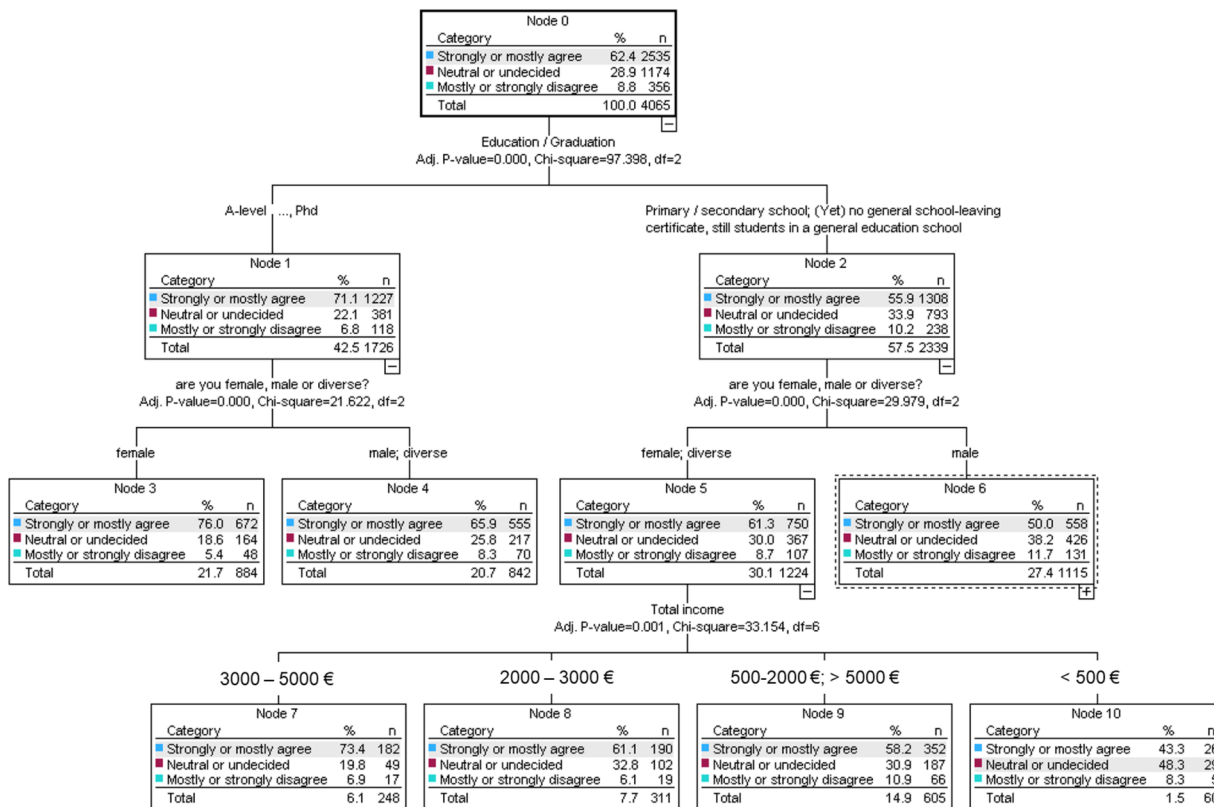 Node 0
Category % n
Strongly or mostly agree 62.4 2535
Neutral or undecided 28.9 1174
Mostly or strongly disagree 8.8 356
Total 100.0 4065
Education / Graduation
Adj. P-value=0.000, Chi-square=97.398, df=2
A-level , ..., Phd
Primary / secondary school; (Yet) no general school-leaving
certificate, still students in a general education school
Node 1
Category % n
Strongly or mostly agree 71.1 1227
Neutral or undecided 22.1 381
Mostly or strongly disagree 6.8 118
Total 42.5 1726
Node 2
Category % n
Strongly or mostly agree 55.9 1308
Neutral or undecided 33.9 793
Mostly or strongly disagree 10.2 238
Total 57.5 2339
are you female, male or diverse?
Adj. P-value=0.000, Chi-square=21.622, df=2
are you female, male or diverse?
Adj. P-value=0.000, Chi-square=29.979, df=2
female
male; diverse
female; diverse
male
Node 3
Category % n
Strongly or mostly agree 76.0 672
Neutral or undecided 18.6 164
Mostly or strongly disagree 5.4 48
Total 21.7 884
Node 4
Category % n
Strongly or mostly agree 65.9 555
Neutral or undecided 25.8 217
Mostly or strongly disagree 8.3 70
Total 20.7 842
Node 5
Category % n
Strongly or mostly agree 61.3 750
Neutral or undecided 30.0 367
Mostly or strongly disagree 8.7 107
Total 30.1 1224
Node 6
Category % n
Strongly or mostly agree 50.0 558
Neutral or undecided 38.2 426
Mostly or strongly disagree 11.7 131
Total 27.4 1115
Total income
Adj. P-value=0.001, Chi-square=33.154, df=6
3000 – 5000 €
2000 – 3000 €
500-2000 €; > 5000 €
< 500 €
Node 7
Category % n
Strongly or mostly agree 73.4 182
Neutral or undecided 19.8 49
Mostly or strongly disagree 6.9 17
Total 6.1 248
Node 8
Category % n
Strongly or mostly agree 61.1 190
Neutral or undecided 32.8 102
Mostly or strongly disagree 6.1 19
Total 7.7 311
Node 9
Category % n
Strongly or mostly agree 58.2 352
Neutral or undecided 30.9 187
Mostly or strongly disagree 10.9 66
Total 14.9 605
Node 10
Category %
Strongly or mostly agree 43.3
Neutral or undecided 48.3
Mostly or strongly disagree 8.3
Total 1.5